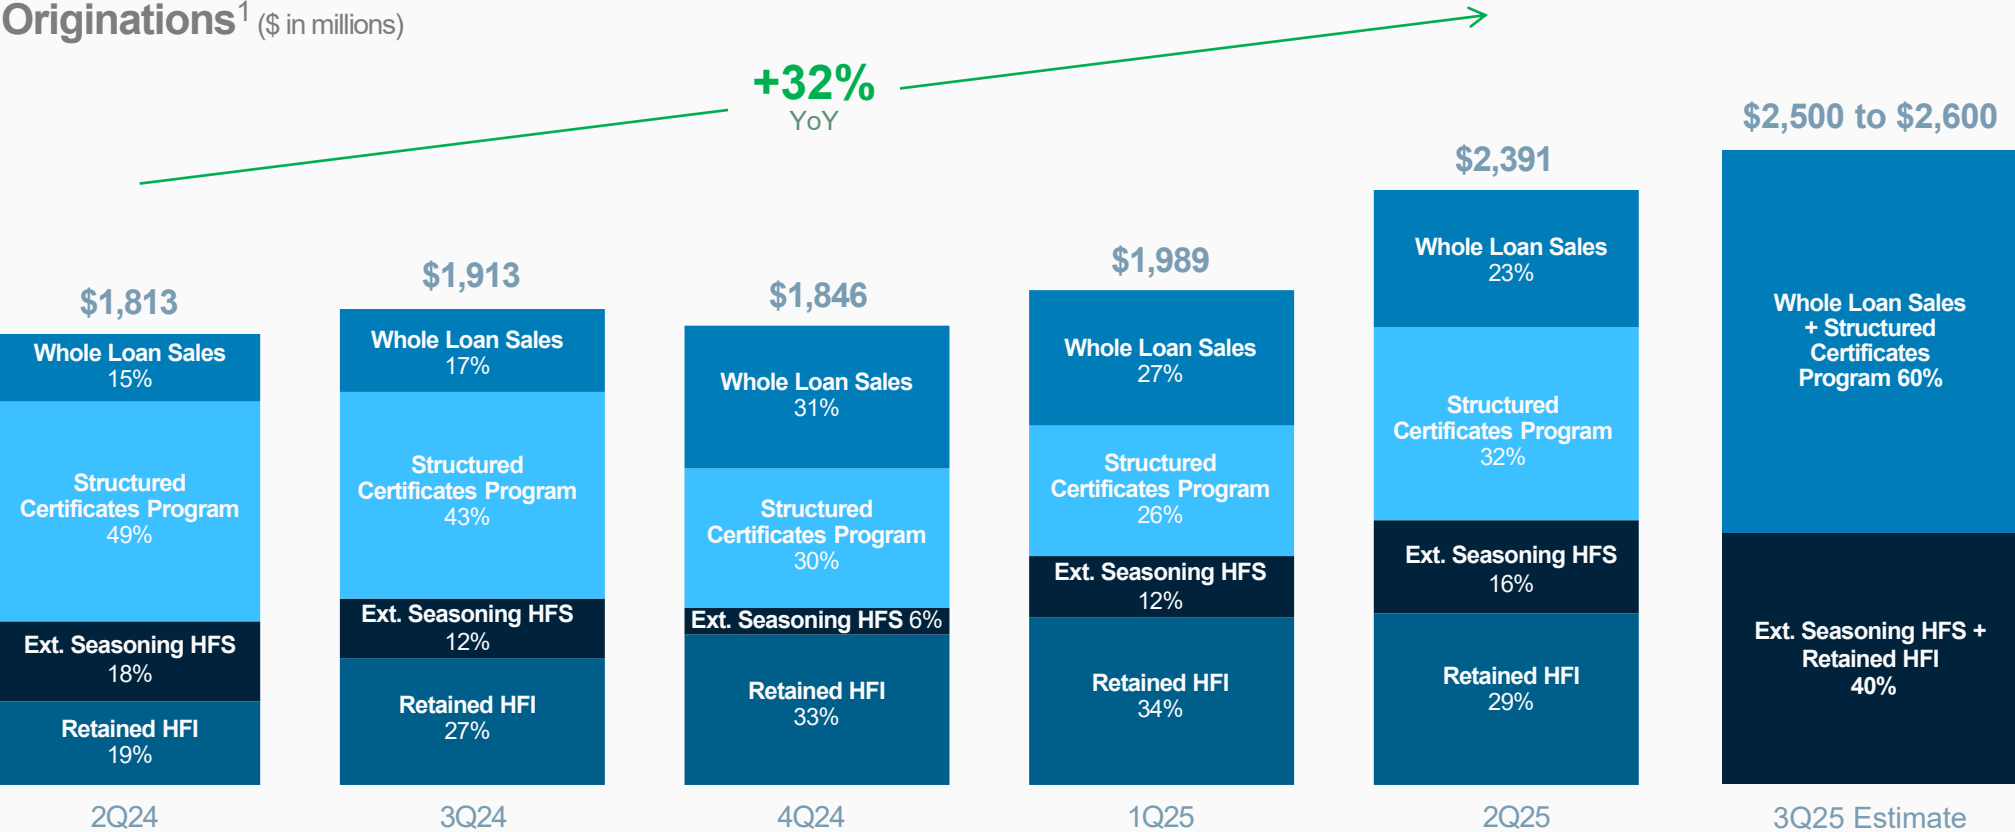 Originations1 ($ in millions)
+32%
YoY
$1,813
Whole Loan Sales
15%
Structured
Certificates Program
49%
Ext. Seasoning HFS
18%
Retained HFI
19%
2Q24
$1,913
Whole Loan Sales
17%
Structured
Certificates Program
43%
Ext. Seasoning HFS
12%
Retained HFI
27%
3Q24
$1,846
Whole Loan Sales
31%
Structured
Certificates Program
30%
Ext. Seasoning HFS 6%
Retained HFI
33%
4Q24
$1,989
Whole Loan Sales
27%
Structured
Certificates Program
26%
Ext. Seasoning HFS
12%
Retained HFI
34%
1Q25
$2,391
Whole Loan Sales
23%
Structured
Certificates Program
32%
Ext. Seasoning HFS
16%
Retained HFI
29%
2Q25
$2,500 to $2,600
Whole Loan Sales
+ Structured
Certificates
Program 60%
Ext. Seasoning HFS +
Retained HFI
40%
3Q25 Estimate